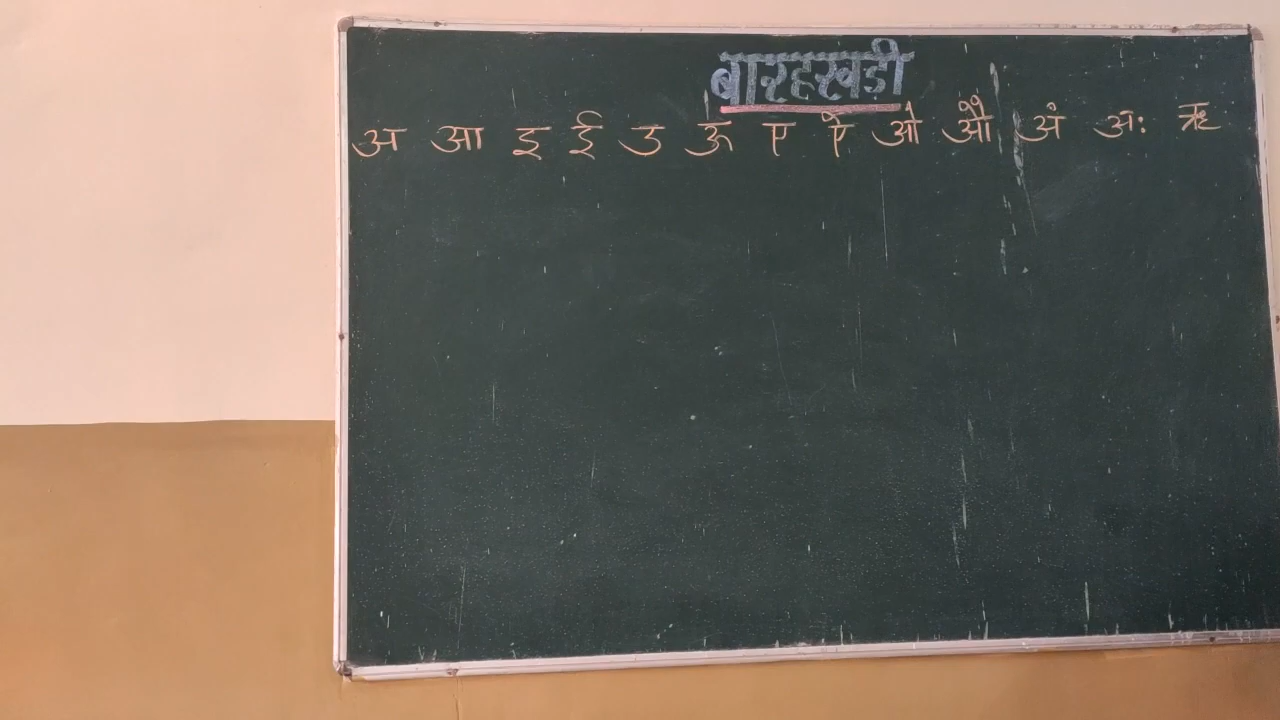 बारहखड़ी
अ आ इ ई उ ऊ ए ऐ ओ औ अं अः ऋ